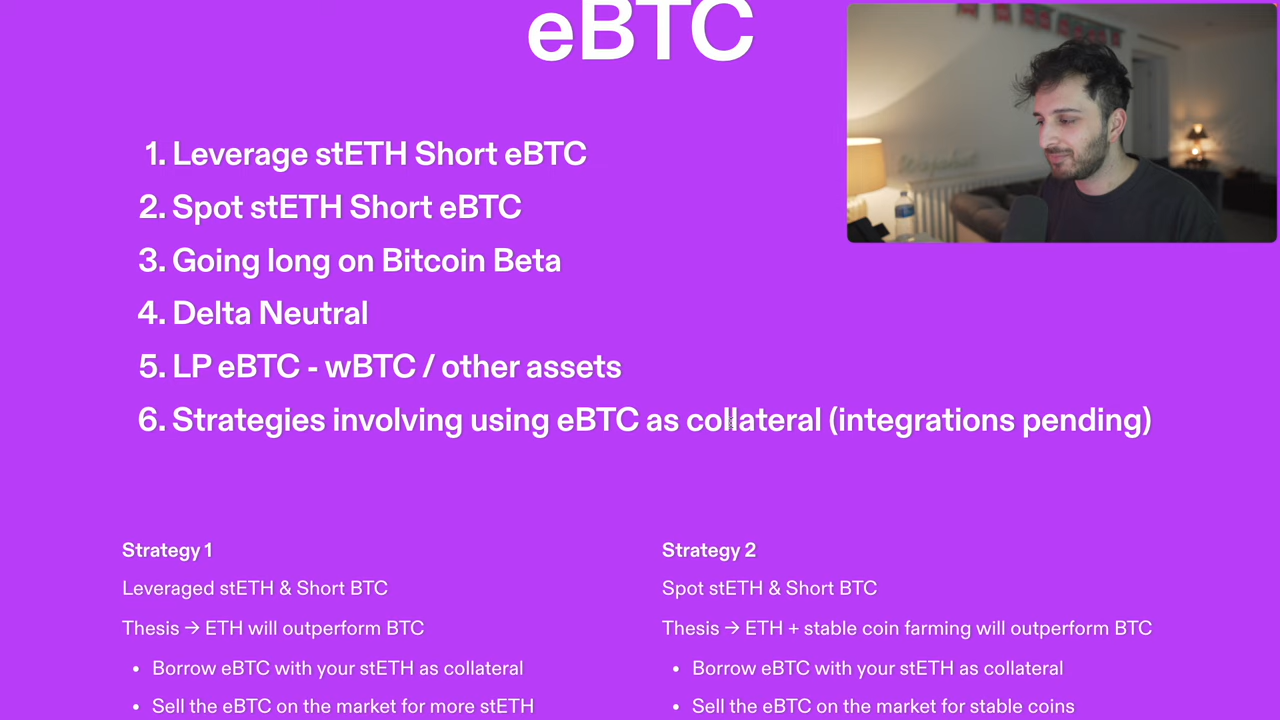 eBTC
1. Leverage stETH Short eBTC
2. Spot stETH Short eBTC
3. Going long on Bitcoin Beta
4. Delta Neutral
5. LP eBTC - wBTC / other assets
6. Strategies involving using eBTC as collateral (integrations pending)
Strategy 1
Leveraged stETH & Short BTC
Thesis → ETH will outperform BTC
• Borrow eBTC with your stETH as collateral
• Sell the eBTC on the market for more stETH
Strategy 2
Spot stETH & Short BTC
Thesis → ETH + stable coin farming will outperform BTC
• Borrow eBTC with your stETH as collateral
• Sell the eBTC on the market for stable coins